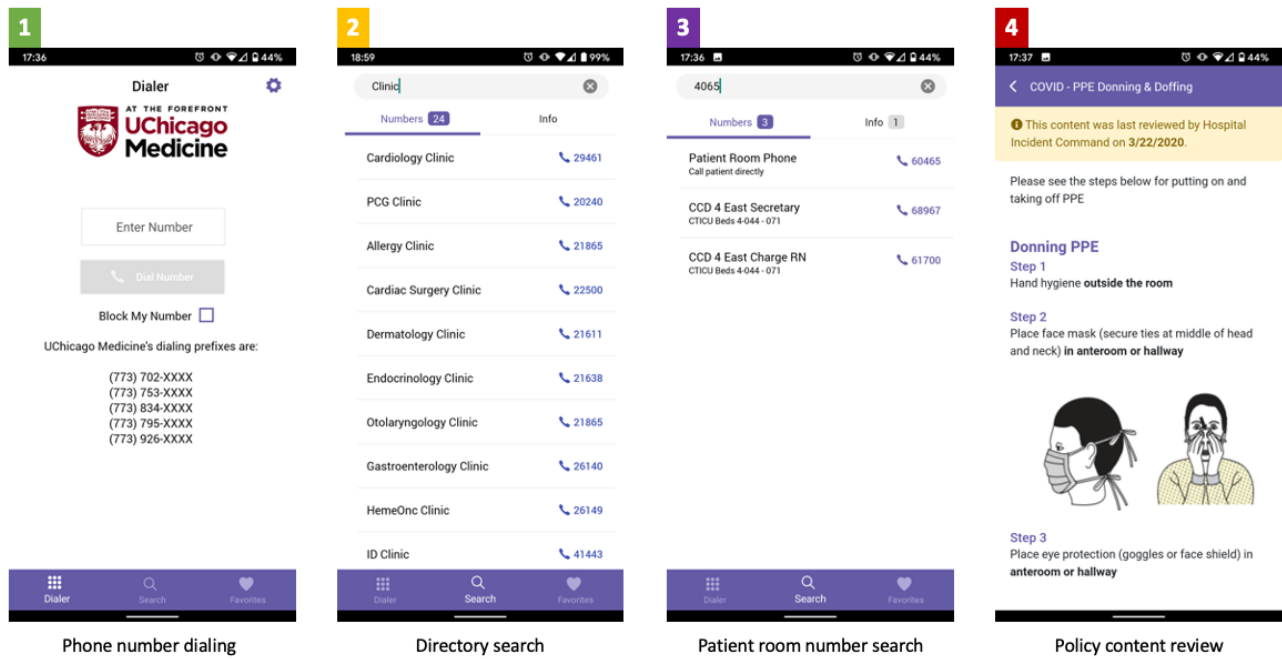 1
17:36
44%
Dialer
AT THE FOREFRONT
UChicago
Medicine
Enter Number
Dial Number
Block My Number
UChicago Medicine's dialing prefixes are:
(773) 702-XXXX
(773) 753-XXXX
(773) 834-XXXX
(773) 795-XXXX
(773) 926-XXXX
Dialer Search Favorites
Phone number dialing
2
18:59
99%
Clinic
Numbers 24 Info
Cardiology Clinic 29461
PCG Clinic 20240
Allergy Clinic 21865
Cardiac Surgery Clinic 22500
Dermatology Clinic 21611
Endocrinology Clinic 21638
Otolaryngology Clinic 21865
Gastroenterology Clinic 26140
HemeOnc Clinic 26149
ID Clinic 41443
Dialer Search Favorites
Directory search
3
17:36
44%
4065
Numbers 3 Info 1
Patient Room Phone 60465
Call patient directly
CCD 4 East Secretary 68967
CTICU Beds 4-044 - 071
CCD 4 East Charge RN 61700
CTICU Beds 4-044 - 071
Dialer Search Favorites
Patient room number search
4
17:37
44%
COVID - PPE Donning & Doffing
This content was last reviewed by Hospital
Incident Command on 3/22/2020.
Please see the steps below for putting on and
taking off PPE
Donning PPE
Step 1
Hand hygiene outside the room
Step 2
Place face mask (secure ties at middle of head
and neck) in anteroom or hallway
Step 3
Place eye protection (goggles or face shield) in
anteroom or hallway
Policy content review